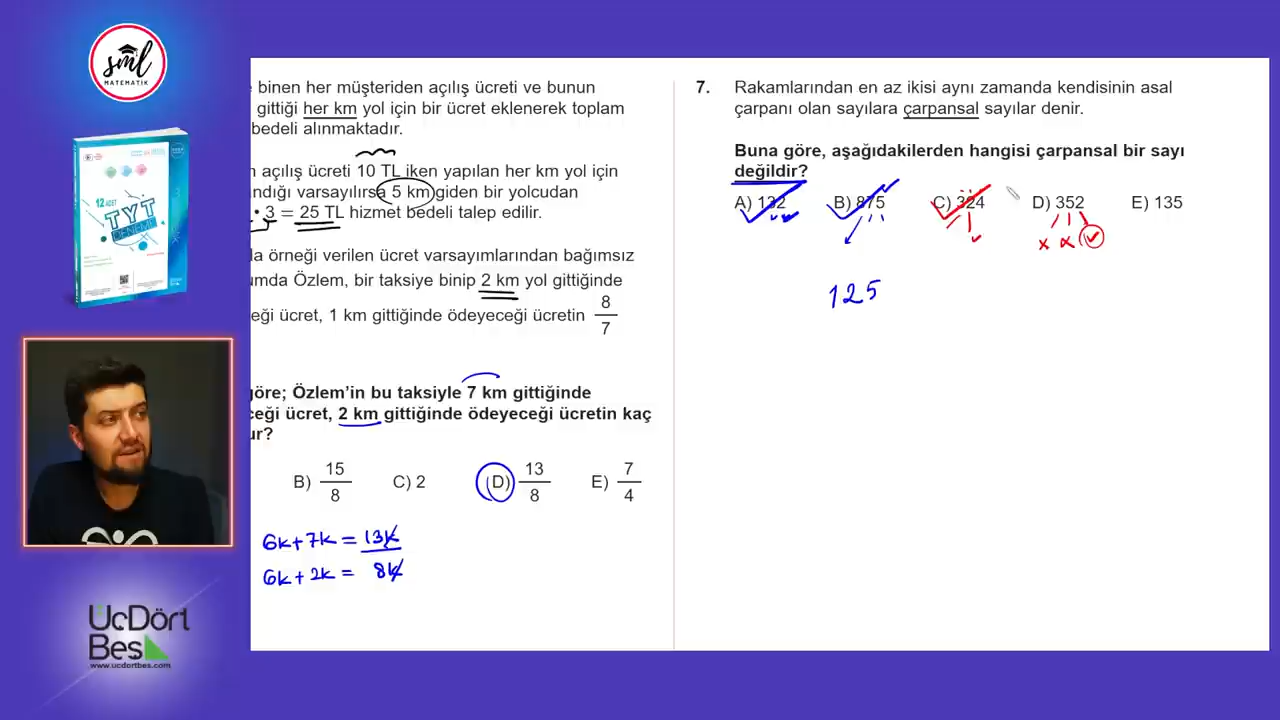 sml
MATEMATİK
12 ADET
TYT
DENEME
ÜçDört
Beş
www.ucdortbes.com
binen her müşteriden açılış ücreti ve bunun
gittiği her km yol için bir ücret eklenerek toplam
bedeli alınmaktadır.
açılış ücreti 10 TL iken yapılan her km yol için
ındığı varsayılırsa 5 km giden bir yolcudan
• 3 = 25 TL hizmet bedeli talep edilir.
la örneği verilen ücret varsayımlarından bağımsız
umda Özlem, bir taksiye binip 2 km yol gittiğinde
eği ücret, 1 km gittiğinde ödeyeceği ücretin 8/7
göre; Özlem'in bu taksiyle 7 km gittiğinde
ceği ücret, 2 km gittiğinde ödeyeceği ücretin kaç
ur?
B) 15/8 C) 2 D) 13/8 E) 7/4
6k+7k = 13k
6k+2k = 8k
7. Rakamlarından en az ikisi aynı zamanda kendisinin asal
çarpanı olan sayılara çarpansal sayılar denir.
Buna göre, aşağıdakilerden hangisi çarpansal bir sayı
değildir?
A) 132 B) 875 C) 324 D) 352 E) 135
125